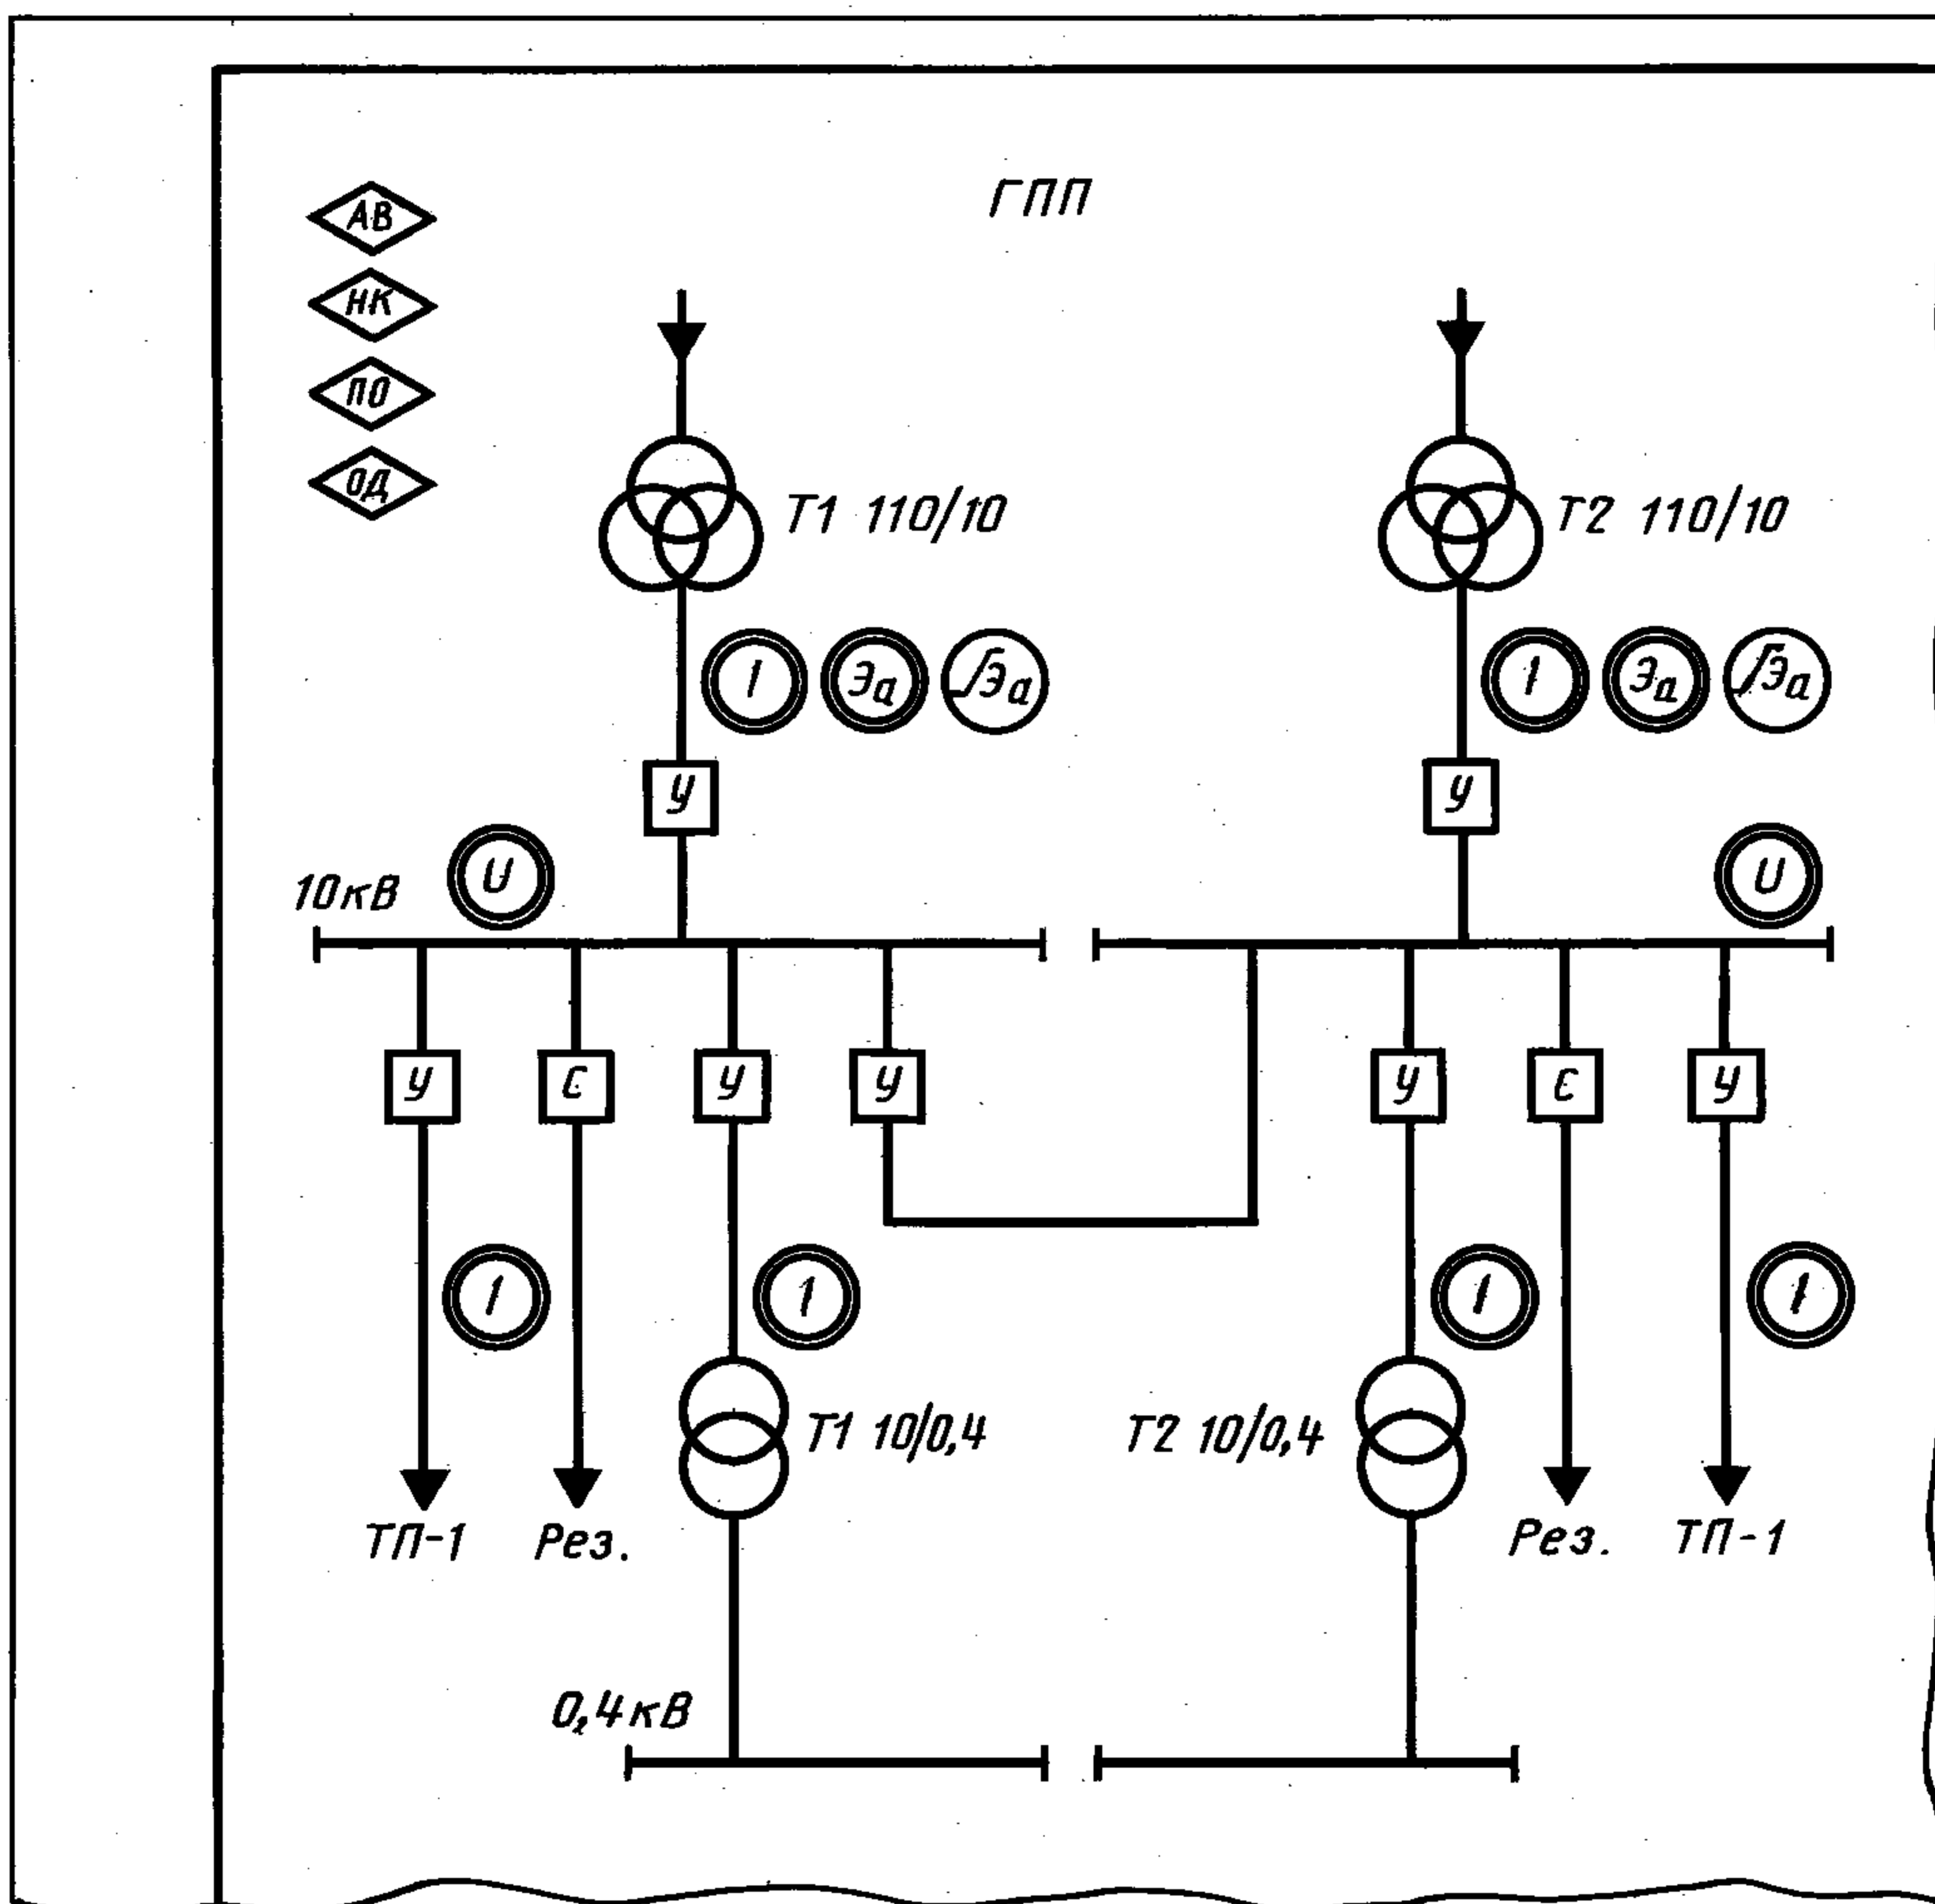 ГПП
АВ
НК
ПО
ОД
Т1 110/10
Т2 110/10
I Эа ∫Эа
I Эа ∫Эа
У
У
10кВ
U
U
У С У У
У С У
I I
I I
Т1 10/0,4
Т2 10/0,4
ТП-1 Рез.
Рез. ТП-1
0,4кВ